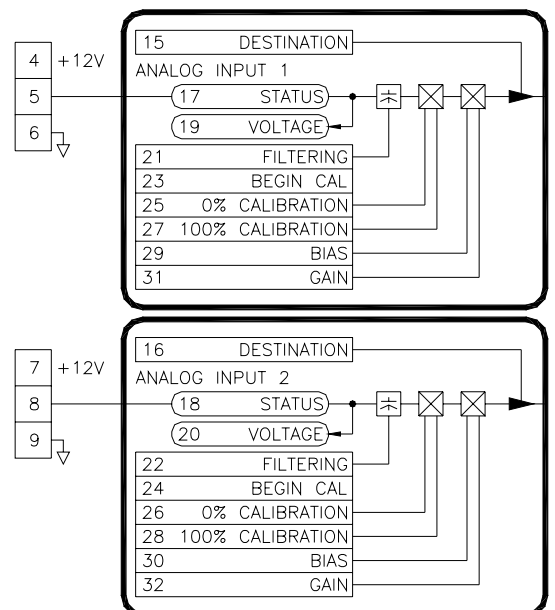 15 DESTINATION
4 +12V
ANALOG INPUT 1
5
17 STATUS
19 VOLTAGE
6
21 FILTERING
23 BEGIN CAL
25 0% CALIBRATION
27 100% CALIBRATION
29 BIAS
31 GAIN
16 DESTINATION
7 +12V
ANALOG INPUT 2
8
18 STATUS
20 VOLTAGE
9
22 FILTERING
24 BEGIN CAL
26 0% CALIBRATION
28 100% CALIBRATION
30 BIAS
32 GAIN